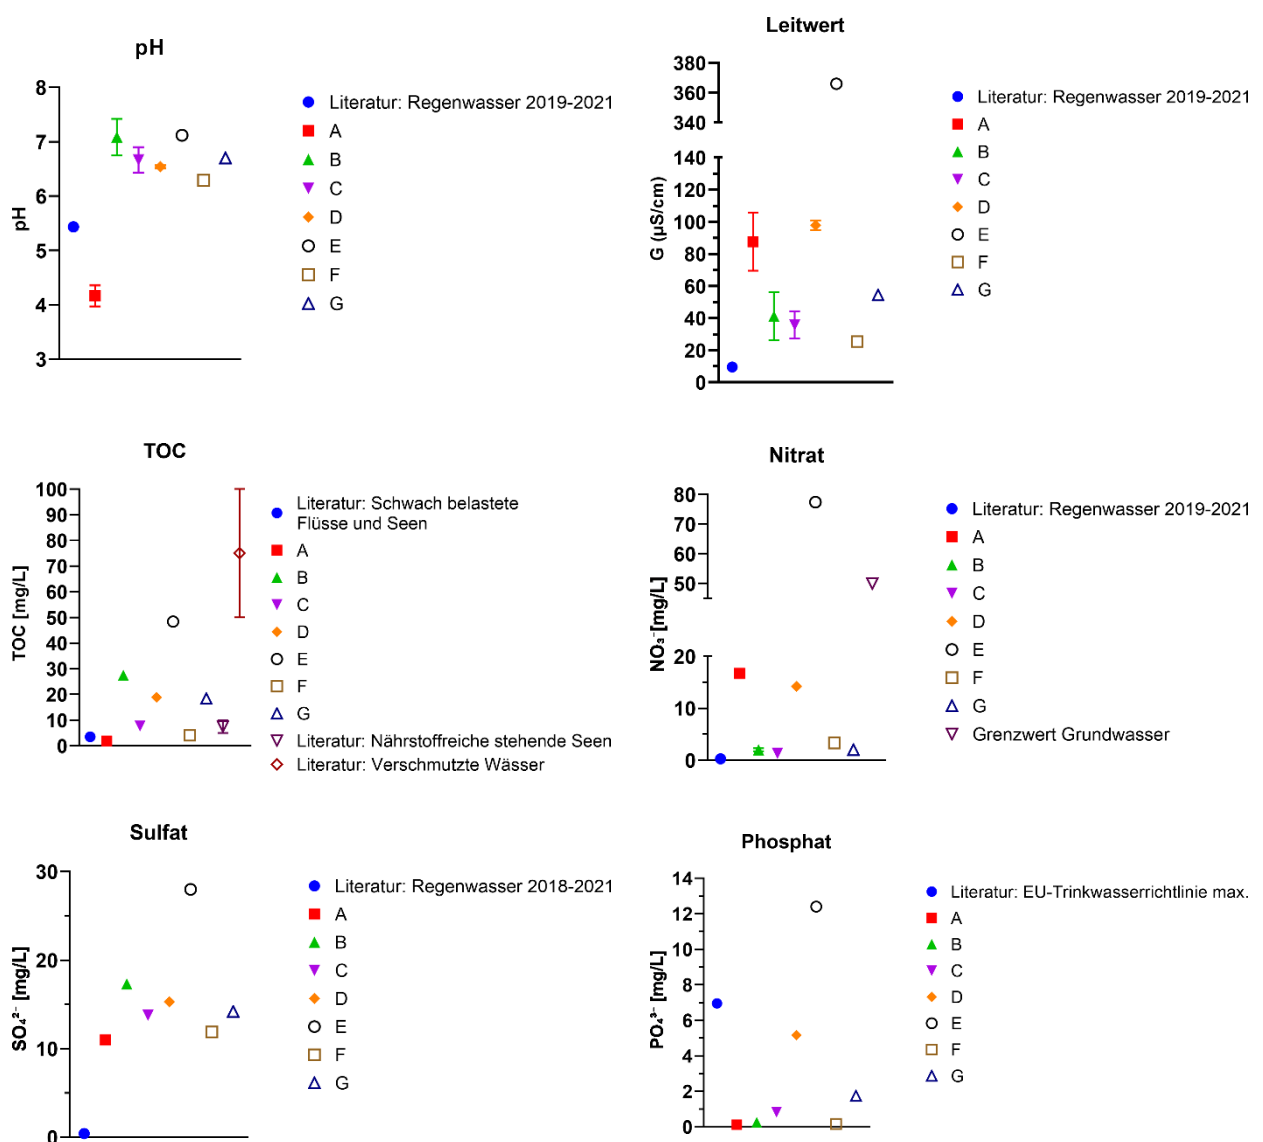 pH
pH
8
7
6
5
4
3
Literatur: Regenwasser 2019-2021
A
B
C
D
E
F
G
Leitwert
G (µS/cm)
380
360
340
140
120
100
80
60
40
20
0
Literatur: Regenwasser 2019-2021
A
B
C
D
E
F
G
TOC
TOC [mg/L]
100
90
80
70
60
50
40
30
20
10
0
Literatur: Schwach belastete
Flüsse und Seen
A
B
C
D
E
F
G
Literatur: Nährstoffreiche stehende Seen
Literatur: Verschmutzte Wässer
Nitrat
NO₃⁻[mg/L]
80
70
60
50
20
10
0
Literatur: Regenwasser 2019-2021
A
B
C
D
E
F
G
Grenzwert Grundwasser
Sulfat
SO₄²⁻ [mg/L]
30
20
10
0
Literatur: Regenwasser 2018-2021
A
B
C
D
E
F
G
Phosphat
PO₄³⁻ [mg/L]
14
12
10
8
6
4
2
0
Literatur: EU-Trinkwasserrichtlinie max.
A
B
C
D
E
F
G